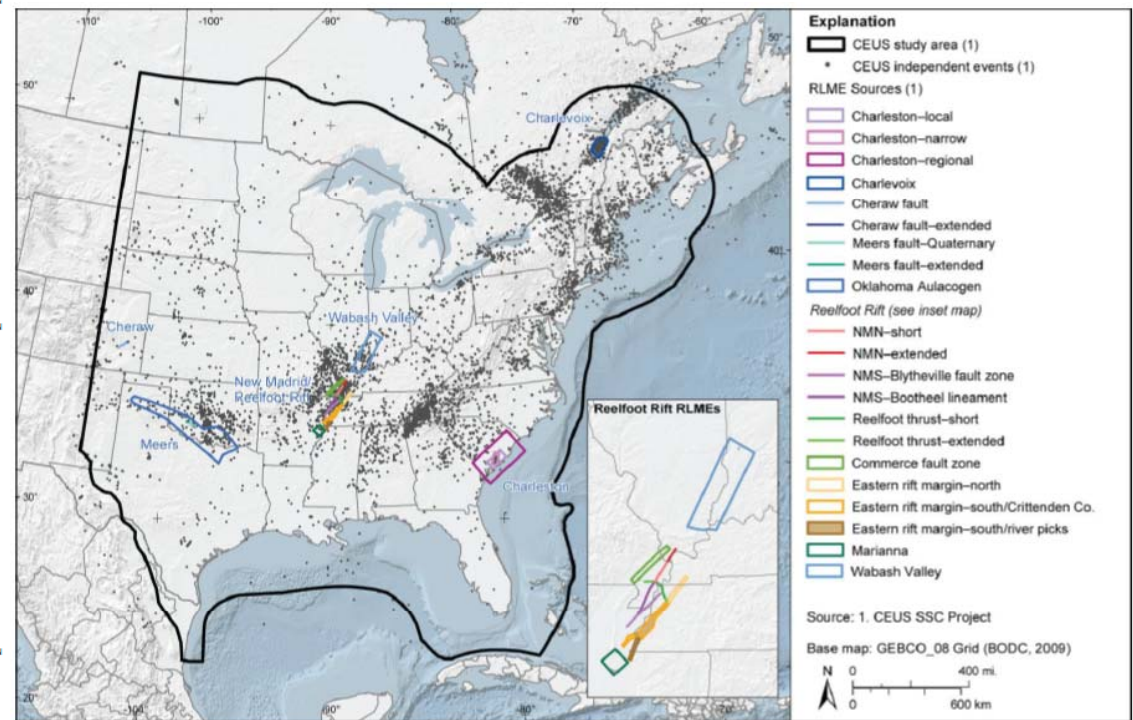 -110°
-100°
-90°
-80°
-70°
-60°
50°
50°
40°
40°
30°
20°
-90°
-80°
-70°
Charlevoix
Cheraw
Wabash Valley
New Madrid/
Reelfoot Rift
Meers
Charleston
Reelfoot Rift RLMEs
Explanation
CEUS study area (1)
CEUS independent events (1)
RLME Sources (1)
Charleston–local
Charleston–narrow
Charleston–regional
Charlevoix
Cheraw fault
Cheraw fault–extended
Meers fault–Quaternary
Meers fault–extended
Oklahoma Aulacogen
Reelfoot Rift (see inset map)
NMN–short
NMN–extended
NMS–Blytheville fault zone
NMS–Bootheel lineament
Reelfoot thrust–short
Reelfoot thrust–extended
Commerce fault zone
Eastern rift margin–north
Eastern rift margin–south/Crittenden Co.
Eastern rift margin–south/river picks
Marianna
Wabash Valley
Source: 1. CEUS SSC Project
Base map: GEBCO_08 Grid (BODC, 2009)
N
0 400 mi.
0 600 km